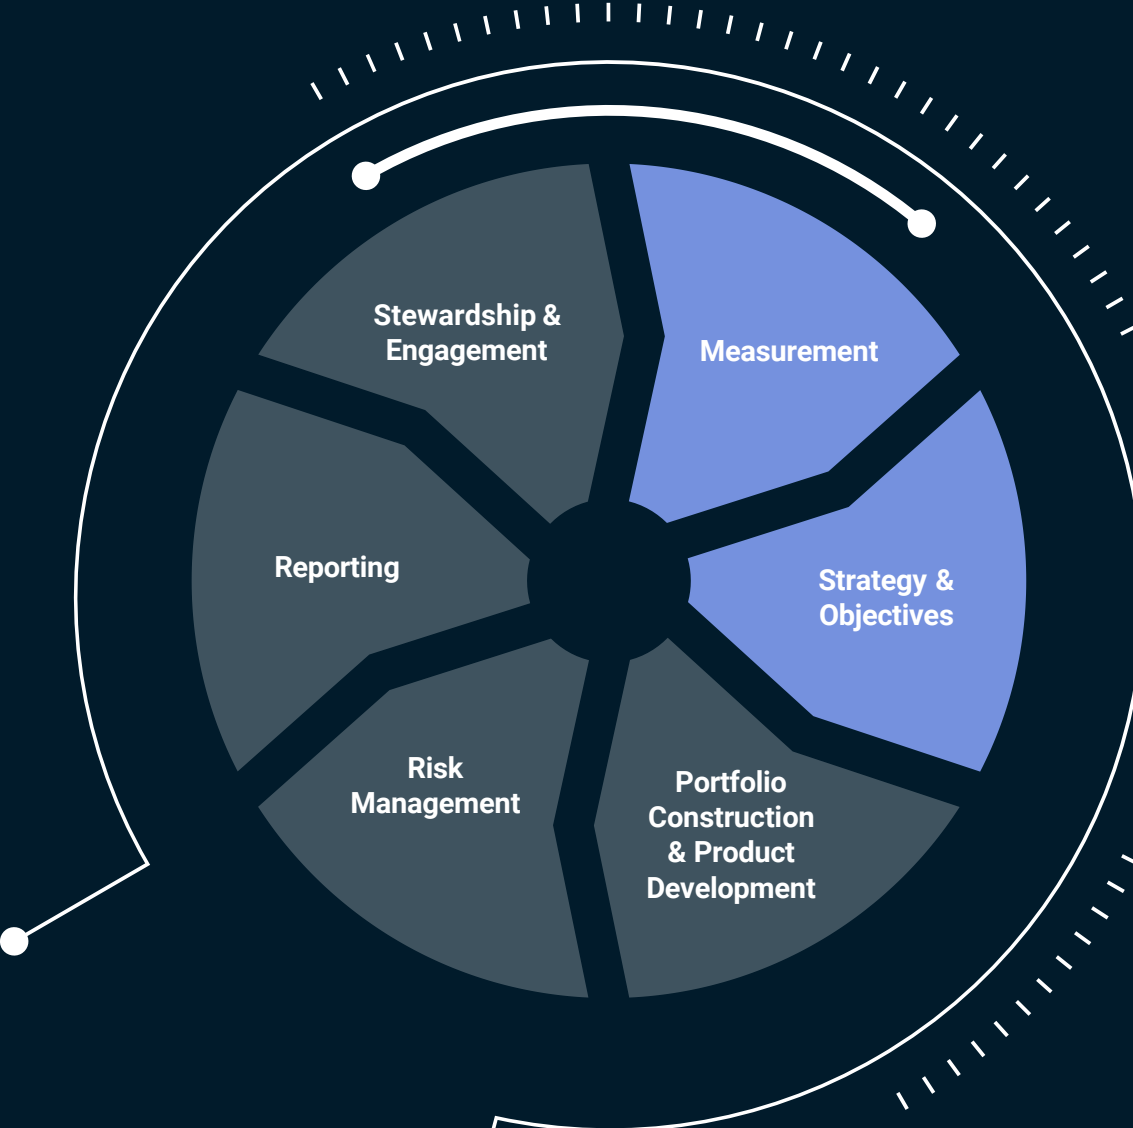 Stewardship &
Engagement
Measurement
Reporting
Strategy &
Objectives
Risk
Management
Portfolio
Construction
& Product
Development